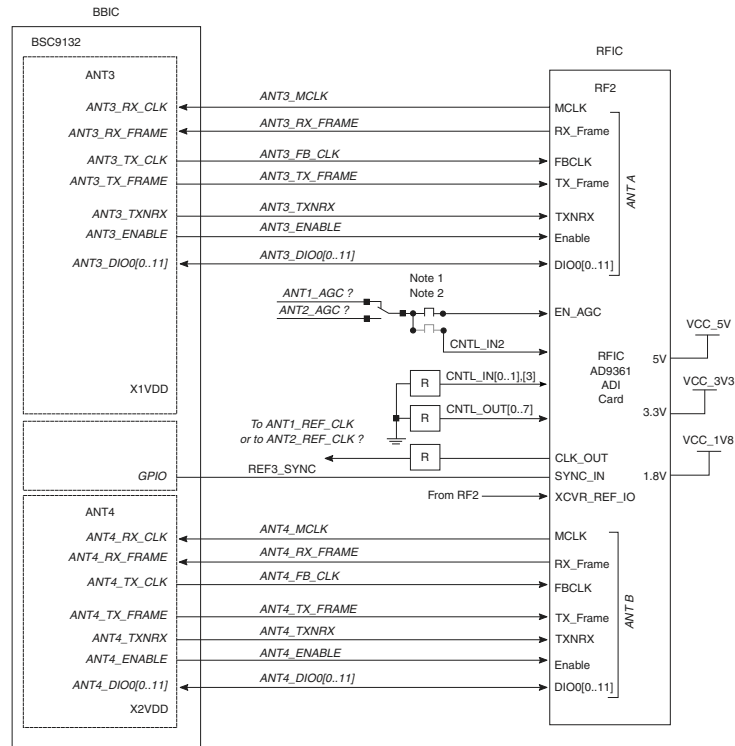 BBIC
BSC9132
RFIC
ANT3
RF2
ANT3_RX_CLK
ANT3_MCLK
MCLK
ANT3_RX_FRAME
ANT3_RX_FRAME
RX_Frame
ANT3_TX_CLK
ANT3_FB_CLK
FBCLK
ANT3_TX_FRAME
ANT3_TX_FRAME
TX_Frame
ANT A
ANT3_TXNRX
ANT3_TXNRX
TXNRX
ANT3_ENABLE
ANT3_ENABLE
Enable
ANT3_DIO0[0..11]
ANT3_DIO0[0..11]
DIO0[0..11]
Note 1
Note 2
ANT1_AGC ?
ANT2_AGC ?
EN_AGC
CNTL_IN2
VCC_5V
5V
RFIC
AD9361
ADI
Card
X1VDD
R
CNTL_IN[0..1],[3]
VCC_3V3
3.3V
R
CNTL_OUT[0..7]
To ANT1_REF_CLK
or to ANT2_REF_CLK ?
R
CLK_OUT
VCC_1V8
1.8V
GPIO
REF3_SYNC
SYNC_IN
From RF2
XCVR_REF_IO
ANT4
ANT4_RX_CLK
ANT4_MCLK
MCLK
ANT4_RX_FRAME
ANT4_RX_FRAME
RX_Frame
ANT4_TX_CLK
ANT4_FB_CLK
FBCLK
ANT B
ANT4_TX_FRAME
ANT4_TX_FRAME
TX_Frame
ANT4_TXNRX
ANT4_TXNRX
TXNRX
ANT4_ENABLE
ANT4_ENABLE
Enable
ANT4_DIO0[0..11]
ANT4_DIO0[0..11]
DIO0[0..11]
X2VDD